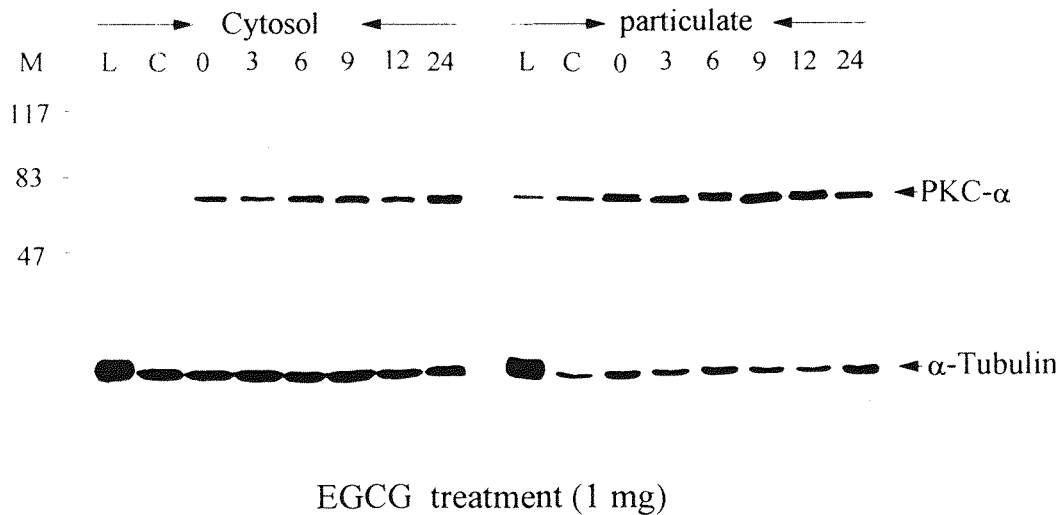 Cytosol particulate
M L C 0 3 6 9 12 24 L C 0 3 6 9 12 24
117
83
PKC-α
47
α-Tubulin
EGCG treatment (1 mg)